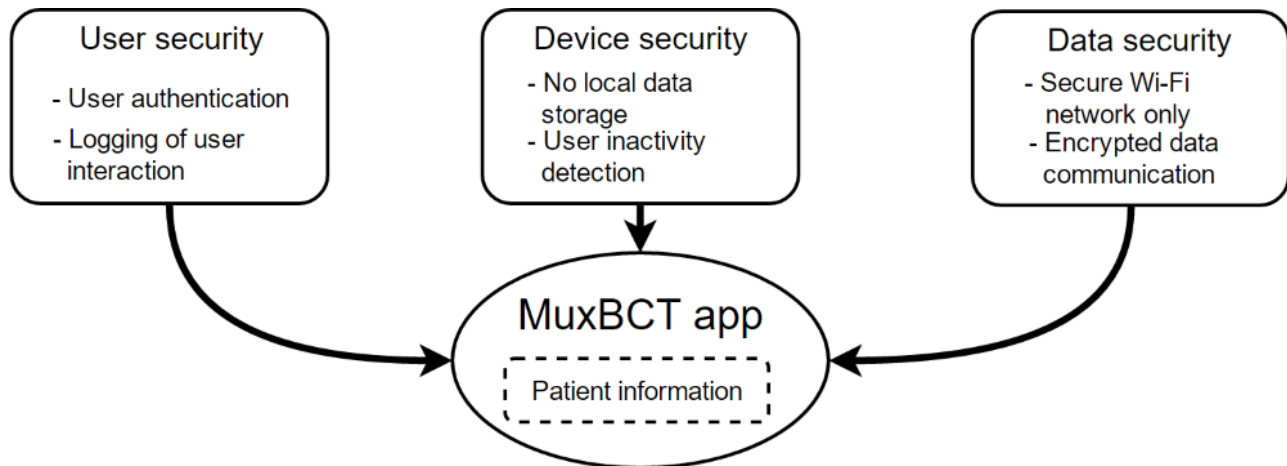 User security
- User authentication
- Logging of user
interaction
Device security
- No local data
storage
- User inactivity
detection
Data security
- Secure Wi-Fi
network only
- Encrypted data
communication
MuxBCT app
Patient information